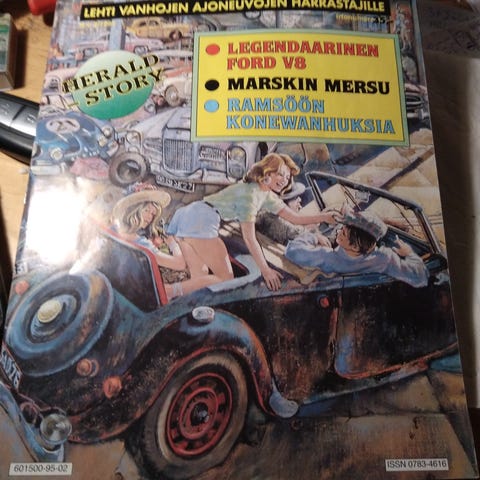 LEHTI VANHOJEN AJONEUVOJEN HARRASTAJILLE
HERALD
- STORY
LEGENDAARINEN
FORD V8
MARSKIN MERSU
RAMSÖÖN
KONEWANHUKSIA
601500-95-02
ISSN 0783-4616